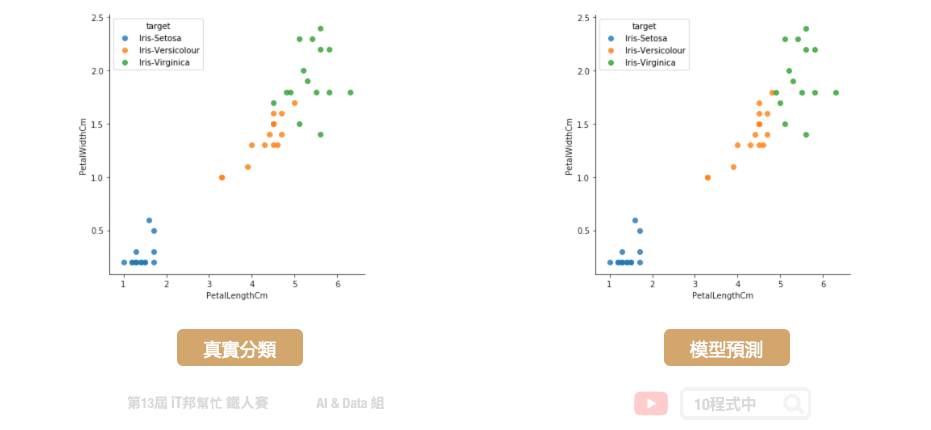 target
Iris-Setosa
Iris-Versicolour
Iris-Virginica
PetalWidthCm
2.5
2.0
1.5
1.0
0.5
1 2 3 4 5 6
PetalLengthCm
真實分類
target
Iris-Setosa
Iris-Versicolour
Iris-Virginica
PetalWidthCm
2.5
2.0
1.5
1.0
0.5
1 2 3 4 5 6
PetalLengthCm
模型預測
第13屆 iT邦幫忙 鐵人賽 AI & Data 組
10程式中